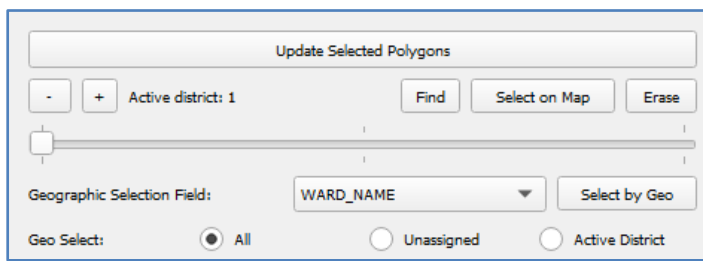 Update Selected Polygons
- + Active district: 1 Find Select on Map Erase
Geographic Selection Field: WARD_NAME Select by Geo
Geo Select: All Unassigned Active District